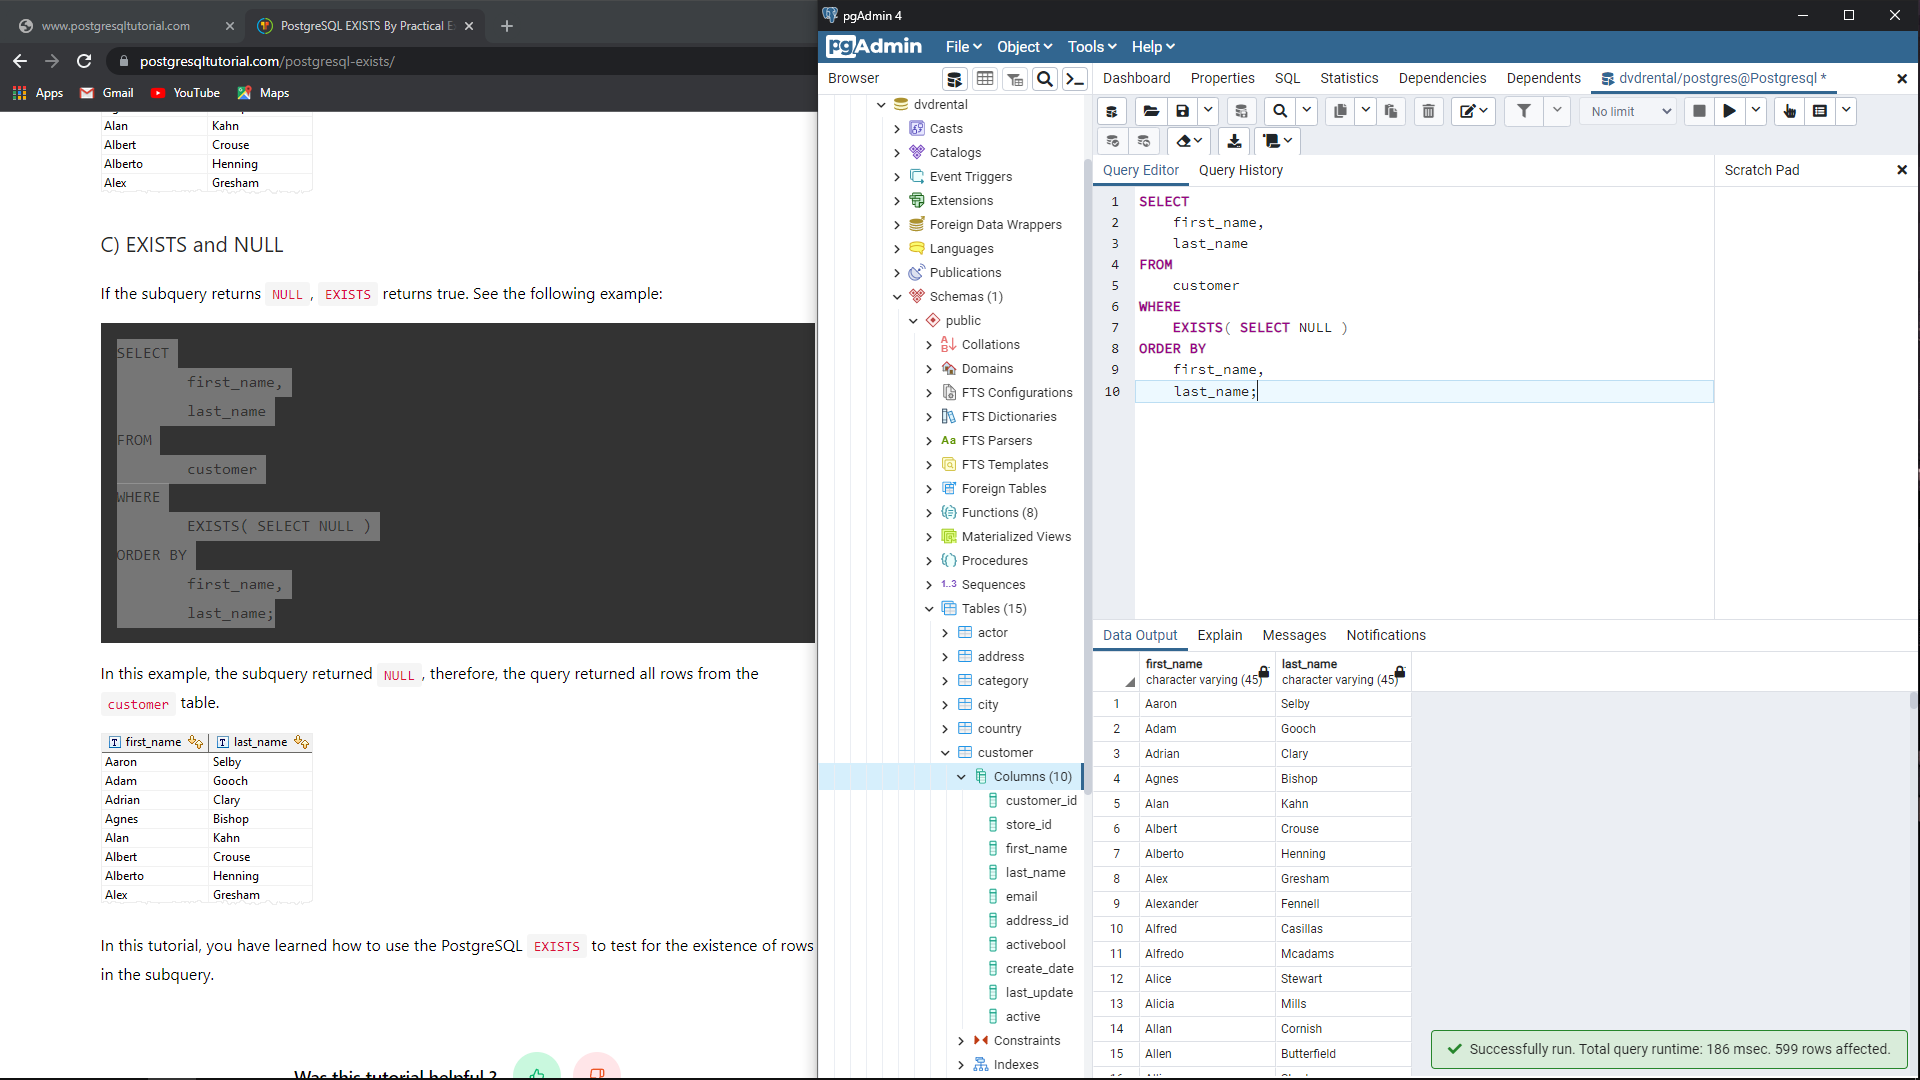 www.postgresqltutorial.com
PostgreSQL EXISTS By Practical E
postgresqltutorial.com/postgresql-exists/
Apps Gmail YouTube Maps
Alan Kahn
Albert Crouse
Alberto Henning
Alex Gresham
C) EXISTS and NULL
If the subquery returns NULL , EXISTS returns true. See the following example:
SELECT
first_name,
last_name
FROM
customer
WHERE
EXISTS( SELECT NULL )
ORDER BY
first_name,
last_name;
In this example, the subquery returned NULL , therefore, the query returned all rows from the
customer table.
first_name last_name
Aaron Selby
Adam Gooch
Adrian Clary
Agnes Bishop
Alan Kahn
Albert Crouse
Alberto Henning
Alex Gresham
In this tutorial, you have learned how to use the PostgreSQL EXISTS to test for the existence of rows
in the subquery.
Was this tutorial helpful ?
pgAdmin 4
pgAdmin File Object Tools Help
Browser
dvdrental
Casts
Catalogs
Event Triggers
Extensions
Foreign Data Wrappers
Languages
Publications
Schemas (1)
public
Collations
Domains
FTS Configurations
FTS Dictionaries
Aa FTS Parsers
FTS Templates
Foreign Tables
Functions (8)
Materialized Views
Procedures
1..3 Sequences
Tables (15)
actor
address
category
city
country
customer
Columns (10)
customer_id
store_id
first_name
last_name
email
address_id
activebool
create_date
last_update
active
Constraints
Indexes
Dashboard Properties SQL Statistics Dependencies Dependents dvdrental/postgres@Postgresql *
No limit
Query Editor Query History
Scratch Pad
1 SELECT
2 first_name,
3 last_name
4 FROM
5 customer
6 WHERE
7 EXISTS( SELECT NULL )
8 ORDER BY
9 first_name,
10 last_name;
Data Output Explain Messages Notifications
first_name last_name
character varying (45) character varying (45)
1 Aaron Selby
2 Adam Gooch
3 Adrian Clary
4 Agnes Bishop
5 Alan Kahn
6 Albert Crouse
7 Alberto Henning
8 Alex Gresham
9 Alexander Fennell
10 Alfred Casillas
11 Alfredo Mcadams
12 Alice Stewart
13 Alicia Mills
14 Allan Cornish
15 Allen Butterfield
Successfully run. Total query runtime: 186 msec. 599 rows affected.